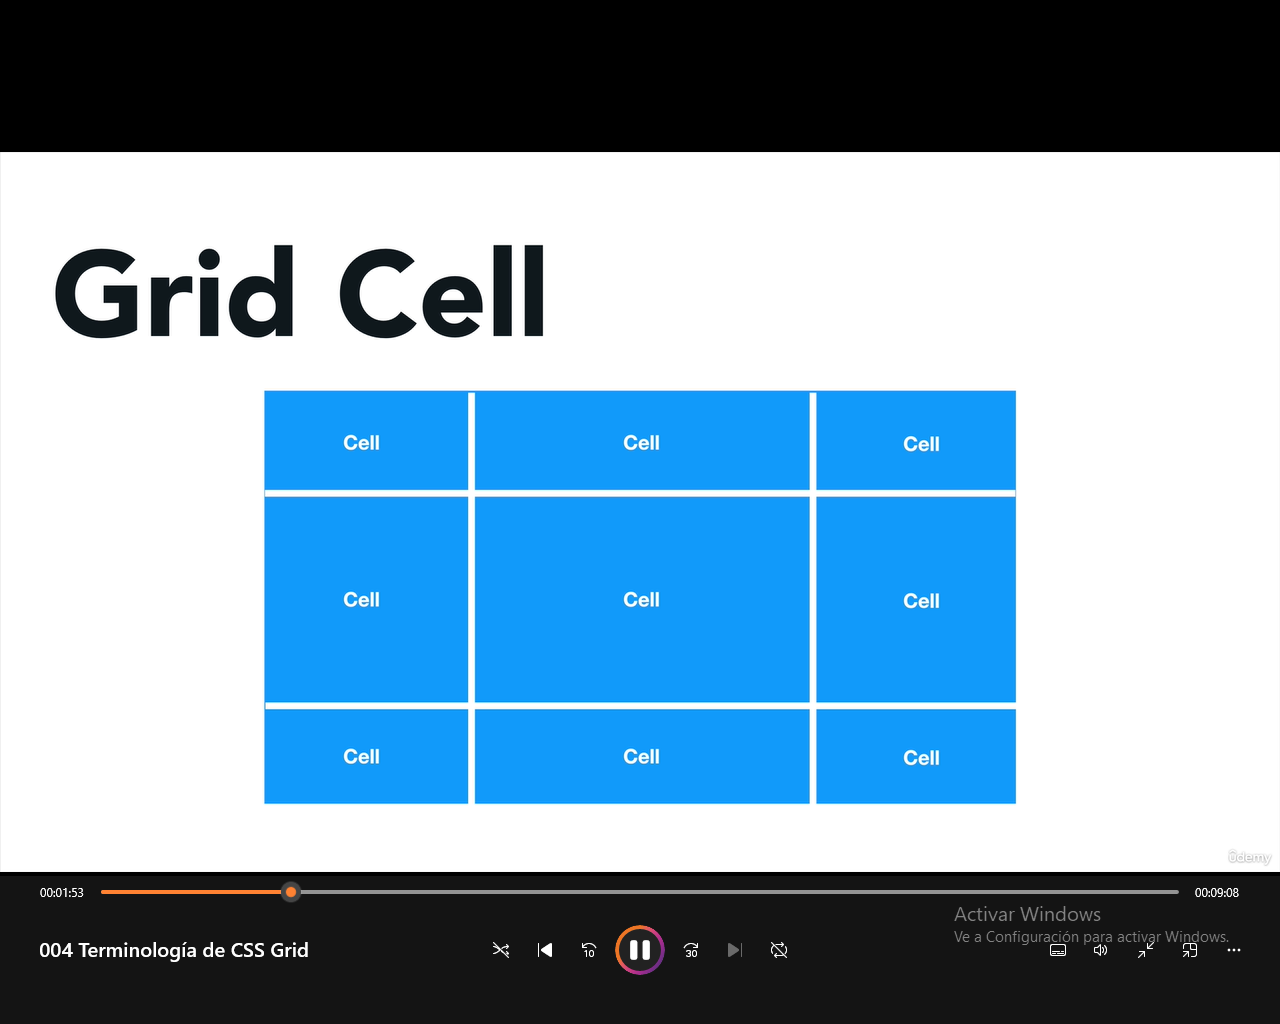 Grid Cell
Cell Cell Cell
Cell Cell Cell
Cell Cell Cell
ûdemy
00:01:53 00:09:08
Activar Windows
Ve a Configuración para activar Windows.
004 Terminología de CSS Grid
10 30